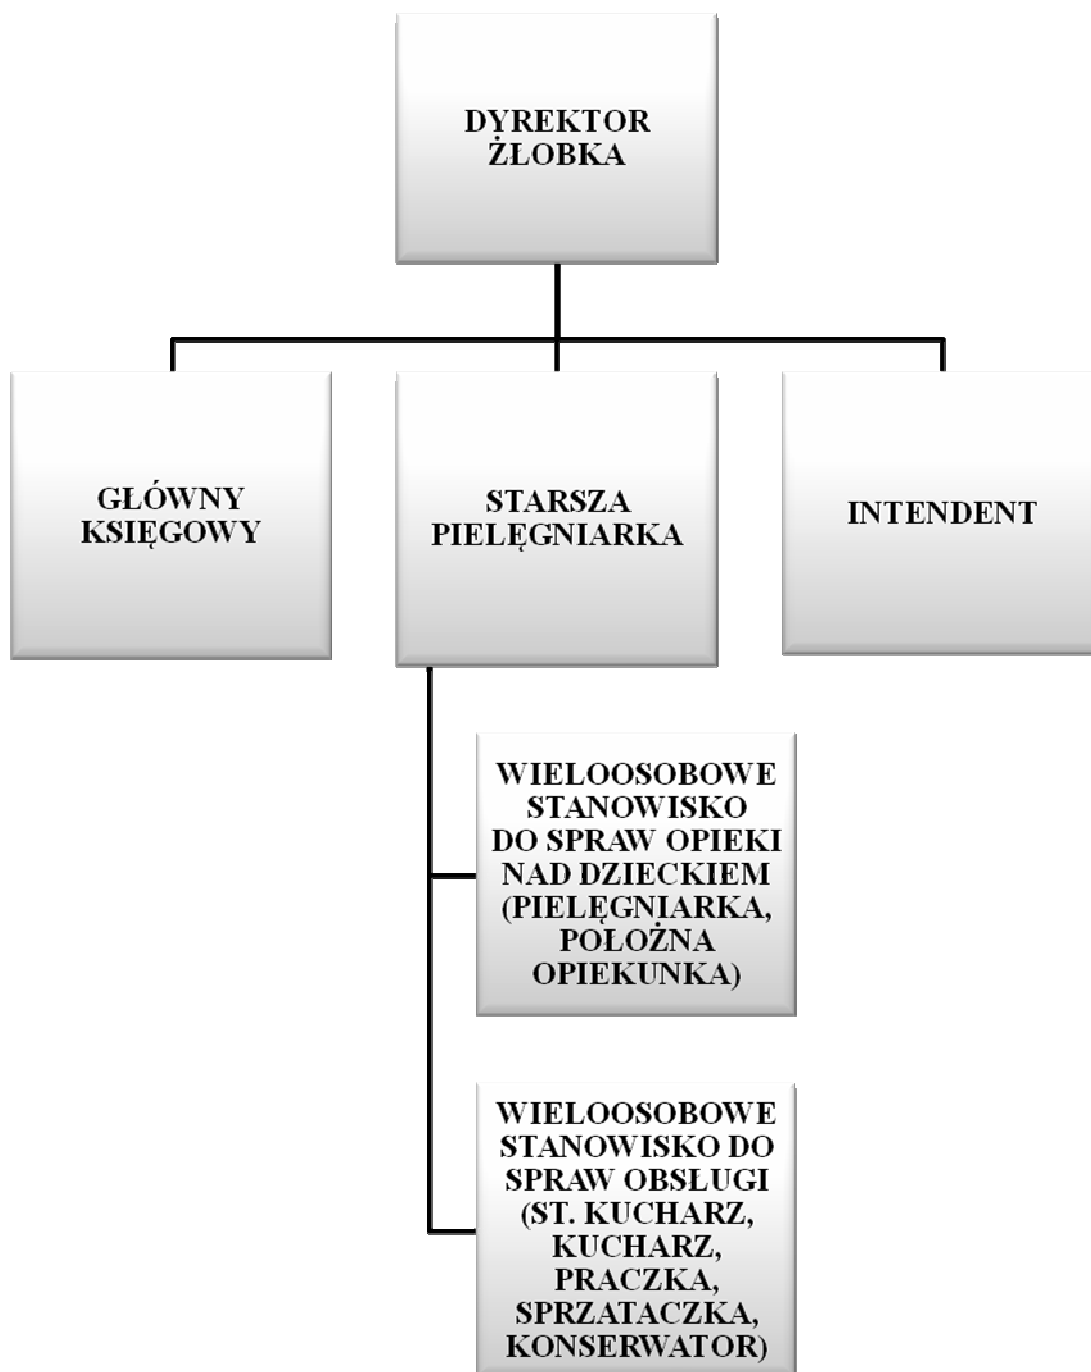 DYREKTOR
ŻŁOBKA
GŁÓWNY
KSIĘGOWY
STARSZA
PIELĘGNIARKA
INTENDENT
WIELOOSOBOWE
STANOWISKO
DO SPRAW OPIEKI
NAD DZIECKIEM
(PIELĘGNIARKA,
POŁOŻNA
OPIEKUNKA)
WIELOOSOBOWE
STANOWISKO DO
SPRAW OBSŁUGI
(ST. KUCHARZ,
KUCHARZ,
PRACZKA,
SPRZATACZKA,
KONSERWATOR)